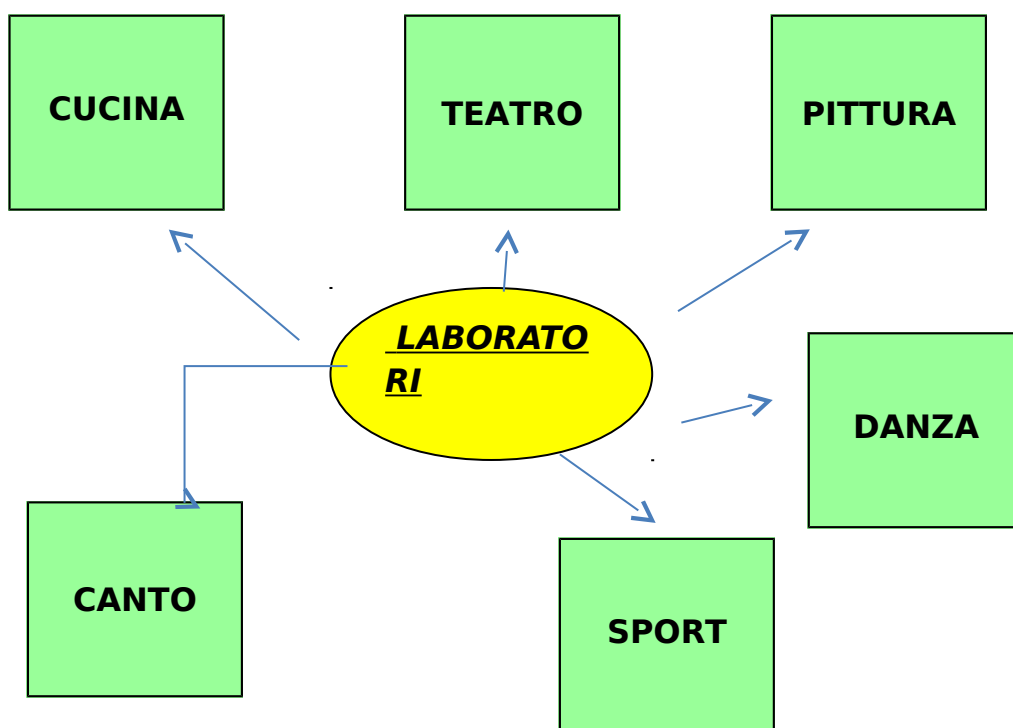 CUCINA
TEATRO
PITTURA
LABORATO
RI
DANZA
CANTO
SPORT